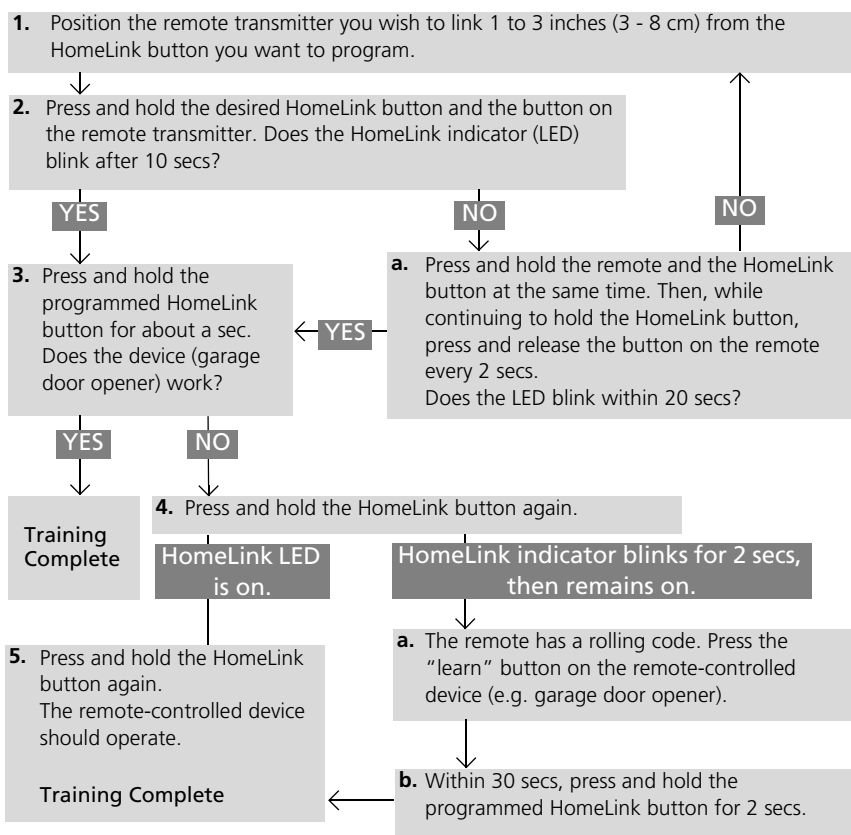 1. Position the remote transmitter you wish to link 1 to 3 inches (3 - 8 cm) from the
HomeLink button you want to program.
2. Press and hold the desired HomeLink button and the button on
the remote transmitter. Does the HomeLink indicator (LED)
blink after 10 secs?
YES
NO
NO
3. Press and hold the
programmed HomeLink
button for about a sec.
Does the device (garage
door opener) work?
YES
a. Press and hold the remote and the HomeLink
button at the same time. Then, while
continuing to hold the HomeLink button,
press and release the button on the remote
every 2 secs.
Does the LED blink within 20 secs?
YES
NO
Training
Complete
4. Press and hold the HomeLink button again.
HomeLink LED
is on.
HomeLink indicator blinks for 2 secs,
then remains on.
5. Press and hold the HomeLink
button again.
The remote-controlled device
should operate.
Training Complete
a. The remote has a rolling code. Press the
“learn” button on the remote-controlled
device (e.g. garage door opener).
b. Within 30 secs, press and hold the
programmed HomeLink button for 2 secs.